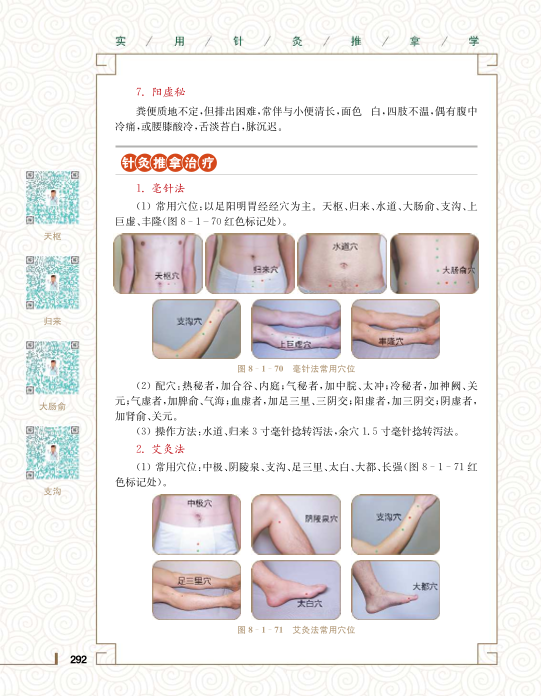 实 / 用 / 针 / 灸 / 推 / 拿 / 学
7. 阳虚秘
粪便质地不定,但排出困难,常伴与小便清长,面色 白,四肢不温,偶有腹中
冷痛,或腰膝酸冷,舌淡苔白,脉沉迟。
针灸推拿治疗
1. 毫针法
(1) 常用穴位:以足阳明胃经经穴为主。天枢、归来、水道、大肠俞、支沟、上
巨虚、丰隆(图 8-1-70 红色标记处)。
天枢穴
归来穴
水道穴
大肠俞穴
支沟穴
上巨虚穴
丰隆穴
图 8-1-70 毫针法常用穴位
(2) 配穴:热秘者,加合谷、内庭;气秘者,加中脘、太冲;冷秘者,加神阙、关
元;气虚者,加脾俞、气海;血虚者,加足三里、三阴交;阳虚者,加三阴交;阴虚者,
加肾俞、关元。
(3) 操作方法:水道、归来 3 寸毫针捻转泻法,余穴 1.5 寸毫针捻转泻法。
2. 艾灸法
(1) 常用穴位:中极、阴陵泉、支沟、足三里、太白、大都、长强(图 8-1-71 红
色标记处)。
中极穴
阴陵泉穴
支沟穴
足三里穴
太白穴
大都穴
图 8-1-71 艾灸法常用穴位
天枢
归来
大肠俞
支沟
292